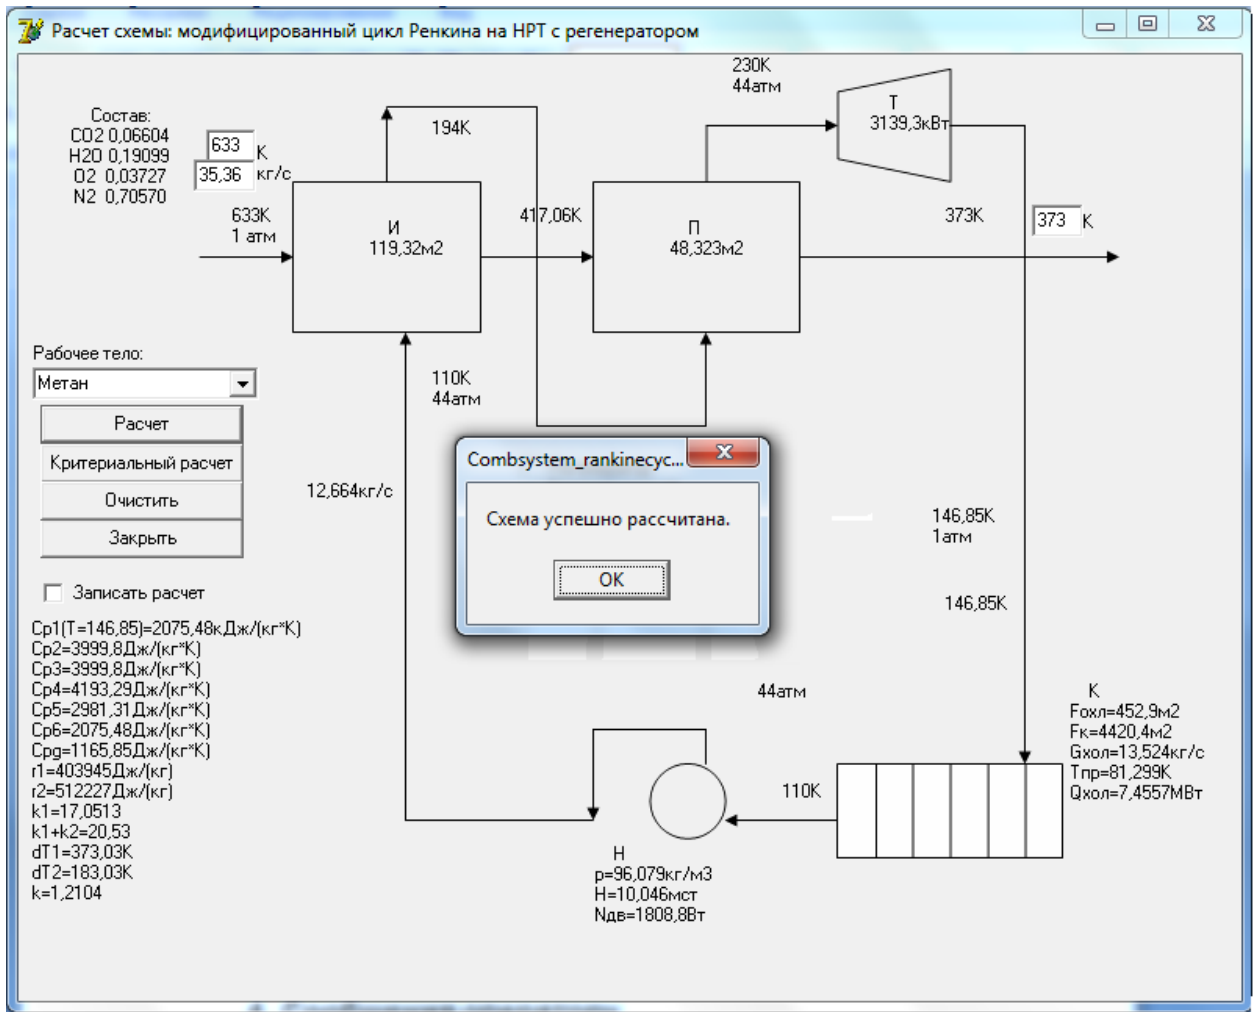 Расчет схемы: модифицированный цикл Ренкина на НРТ с регенератором
230К
44атм
Состав:
CO2 0,06604
H2O 0,19099
O2 0,03727
N2 0,70570
633
К
35,36
кг/с
194К
Т
3139,3кВт
633К
1 атм
И
119,32м2
417,06К
П
48,323м2
373К
373
К
Рабочее тело:
Метан
110К
44атм
Расчет
Критериальный расчет
Очистить
Закрыть
12,664кг/с
Combsystem_rankinecyc...
Схема успешно рассчитана.
ОК
146,85К
1атм
146,85К
Записать расчет
Cp1(T=146,85)=2075,48кДж/(кг*К)
Cp2=3999,8Дж/(кг*К)
Cp3=3999,8Дж/(кг*К)
Cp4=4193,29Дж/(кг*К)
Cp5=2981,31Дж/(кг*К)
Cp6=2075,48Дж/(кг*К)
Cpg=1165,85Дж/(кг*К)
r1=403945Дж/(кг)
r2=512227Дж/(кг)
k1=17,0513
k1+k2=20,53
dT1=373,03K
dT2=183,03K
k=1,2104
44атм
К
Fохл=452,9м2
Fк=4420,4м2
Gхол=13,524кг/с
Tпр=81,299К
Qхол=7,4557МВт
110К
Н
p=96,079кг/м3
H=10,046мст
Nдв=1808,8Вт